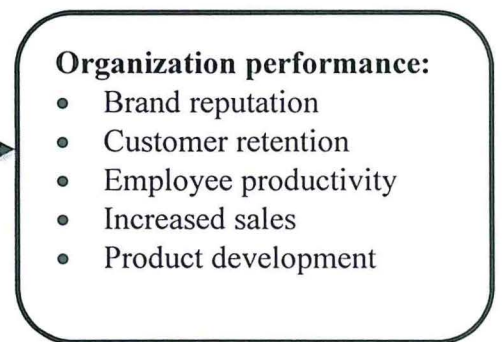 Organization performance:
• Brand reputation
• Customer retention
• Employee productivity
• Increased sales
• Product development